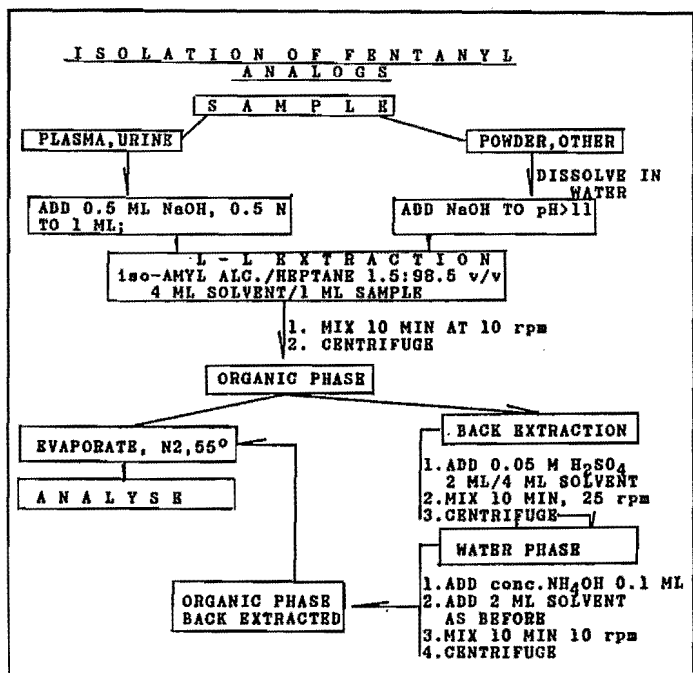 ISOLATION OF FENTANYL
ANALOGS
SAMPLE
PLASMA,URINE
POWDER,OTHER
DISSOLVE IN
WATER
ADD 0.5 ML NaOH, 0.5 N
TO 1 ML;
ADD NaOH TO pH>11
L-L EXTRACTION
iso-AMYL ALC./HEPTANE 1.5:98.5 v/v
4 ML SOLVENT/1 ML SAMPLE
1. MIX 10 MIN AT 10 rpm
2. CENTRIFUGE
ORGANIC PHASE
EVAPORATE, N2,55°
ANALYSE
BACK EXTRACTION
1.ADD 0.05 M H₂SO₄
2 ML/4 ML SOLVENT
2.MIX 10 MIN, 25 rpm
3.CENTRIFUGE
WATER PHASE
1.ADD conc.NH₄OH 0.1 ML
2.ADD 2 ML SOLVENT
AS BEFORE
3.MIX 10 MIN 10 rpm
4.CENTRIFUGE
ORGANIC PHASE
BACK EXTRACTED